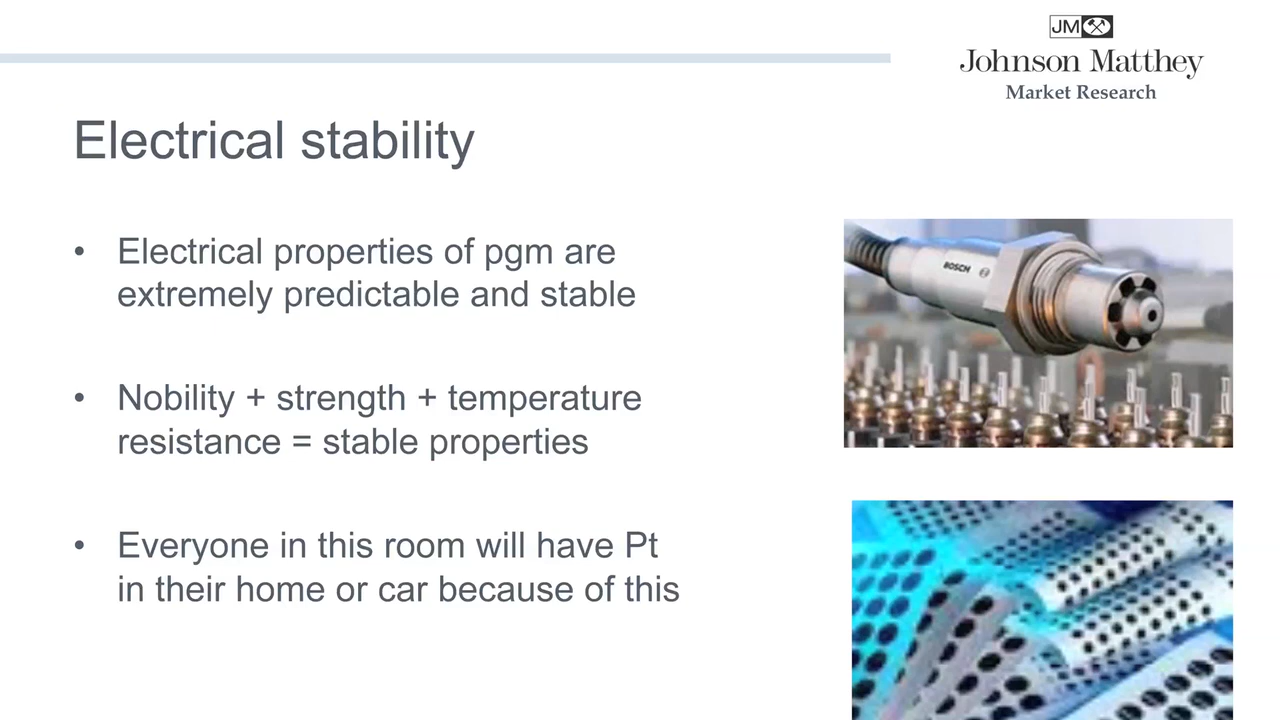 JM
Johnson Matthey
Market Research
Electrical stability
• Electrical properties of pgm are
extremely predictable and stable
• Nobility + strength + temperature
resistance = stable properties
• Everyone in this room will have Pt
in their home or car because of this
BOSCH